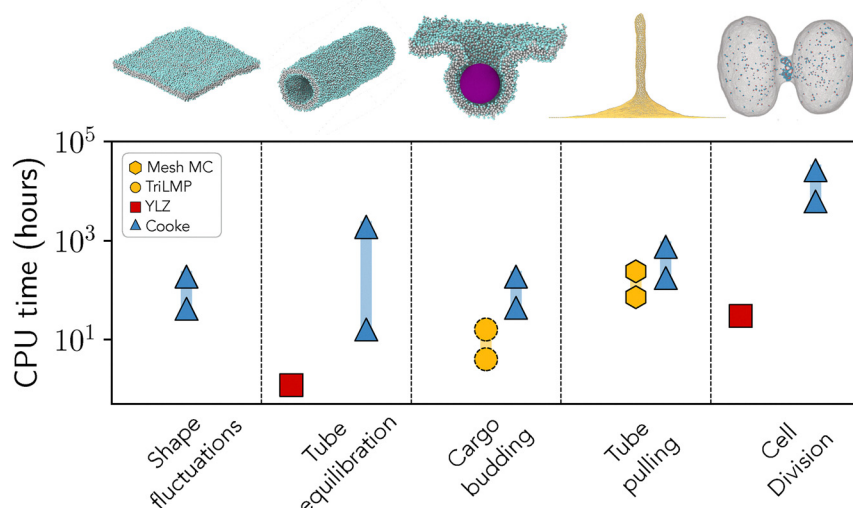 10^5
10^3
10^1
CPU time (hours)
Mesh MC
TriLMP
YLZ
Cooke
Shape
fluctuations
Tube
equilibration
Cargo
budding
Tube
pulling
Cell
Division